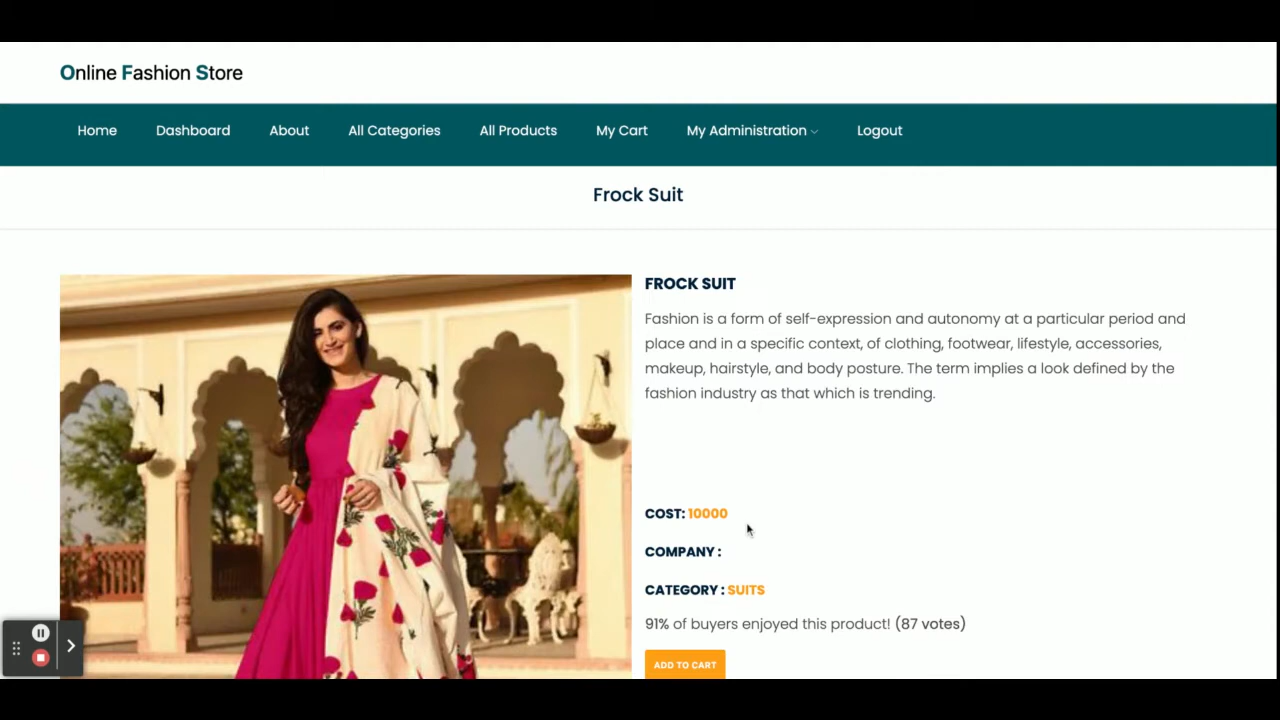 Online Fashion Store
Home Dashboard About All Categories All Products My Cart My Administration Logout
Frock Suit
FROCK SUIT
Fashion is a form of self-expression and autonomy at a particular period and
place and in a specific context, of clothing, footwear, lifestyle, accessories,
makeup, hairstyle, and body posture. The term implies a look defined by the
fashion industry as that which is trending.
COST: 10000
COMPANY :
CATEGORY : SUITS
91% of buyers enjoyed this product! (87 votes)
ADD TO CART